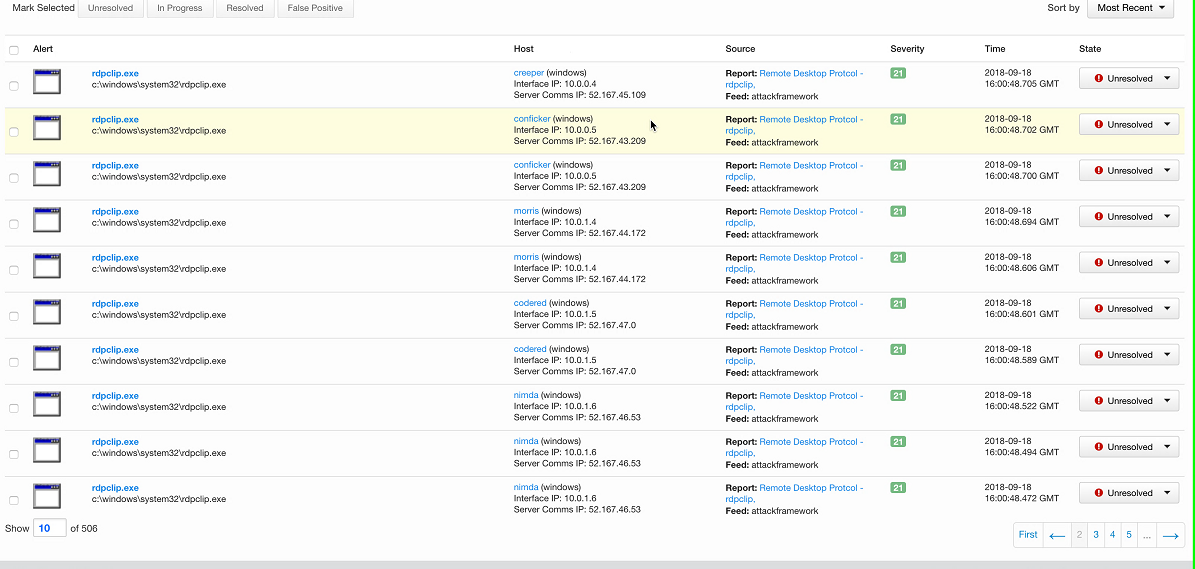 Mark Selected Unresolved In Progress Resolved False Positive Sort by Most Recent
Alert Host Source Severity Time State
rdpclip.exe creeper (windows) Report: Remote Desktop Protcol - 21 2018-09-18 Unresolved
c:\windows\system32\rdpclip.exe Interface IP: 10.0.0.4 rdpclip, 16:00:48.705 GMT
Server Comms IP: 52.167.45.109 Feed: attackframework
rdpclip.exe conficker (windows) Report: Remote Desktop Protcol - 21 2018-09-18 Unresolved
c:\windows\system32\rdpclip.exe Interface IP: 10.0.0.5 rdpclip, 16:00:48.702 GMT
Server Comms IP: 52.167.43.209 Feed: attackframework
rdpclip.exe conficker (windows) Report: Remote Desktop Protcol - 21 2018-09-18 Unresolved
c:\windows\system32\rdpclip.exe Interface IP: 10.0.0.5 rdpclip, 16:00:48.700 GMT
Server Comms IP: 52.167.43.209 Feed: attackframework
rdpclip.exe morris (windows) Report: Remote Desktop Protcol - 21 2018-09-18 Unresolved
c:\windows\system32\rdpclip.exe Interface IP: 10.0.1.4 rdpclip, 16:00:48.694 GMT
Server Comms IP: 52.167.44.172 Feed: attackframework
rdpclip.exe morris (windows) Report: Remote Desktop Protcol - 21 2018-09-18 Unresolved
c:\windows\system32\rdpclip.exe Interface IP: 10.0.1.4 rdpclip, 16:00:48.606 GMT
Server Comms IP: 52.167.44.172 Feed: attackframework
rdpclip.exe codered (windows) Report: Remote Desktop Protcol - 21 2018-09-18 Unresolved
c:\windows\system32\rdpclip.exe Interface IP: 10.0.1.5 rdpclip, 16:00:48.601 GMT
Server Comms IP: 52.167.47.0 Feed: attackframework
rdpclip.exe codered (windows) Report: Remote Desktop Protcol - 21 2018-09-18 Unresolved
c:\windows\system32\rdpclip.exe Interface IP: 10.0.1.5 rdpclip, 16:00:48.589 GMT
Server Comms IP: 52.167.47.0 Feed: attackframework
rdpclip.exe nimda (windows) Report: Remote Desktop Protcol - 21 2018-09-18 Unresolved
c:\windows\system32\rdpclip.exe Interface IP: 10.0.1.6 rdpclip, 16:00:48.522 GMT
Server Comms IP: 52.167.46.53 Feed: attackframework
rdpclip.exe nimda (windows) Report: Remote Desktop Protcol - 21 2018-09-18 Unresolved
c:\windows\system32\rdpclip.exe Interface IP: 10.0.1.6 rdpclip, 16:00:48.494 GMT
Server Comms IP: 52.167.46.53 Feed: attackframework
rdpclip.exe nimda (windows) Report: Remote Desktop Protcol - 21 2018-09-18 Unresolved
c:\windows\system32\rdpclip.exe Interface IP: 10.0.1.6 rdpclip, 16:00:48.472 GMT
Server Comms IP: 52.167.46.53 Feed: attackframework
Show 10 of 506 First ← 2 3 4 5 ... →